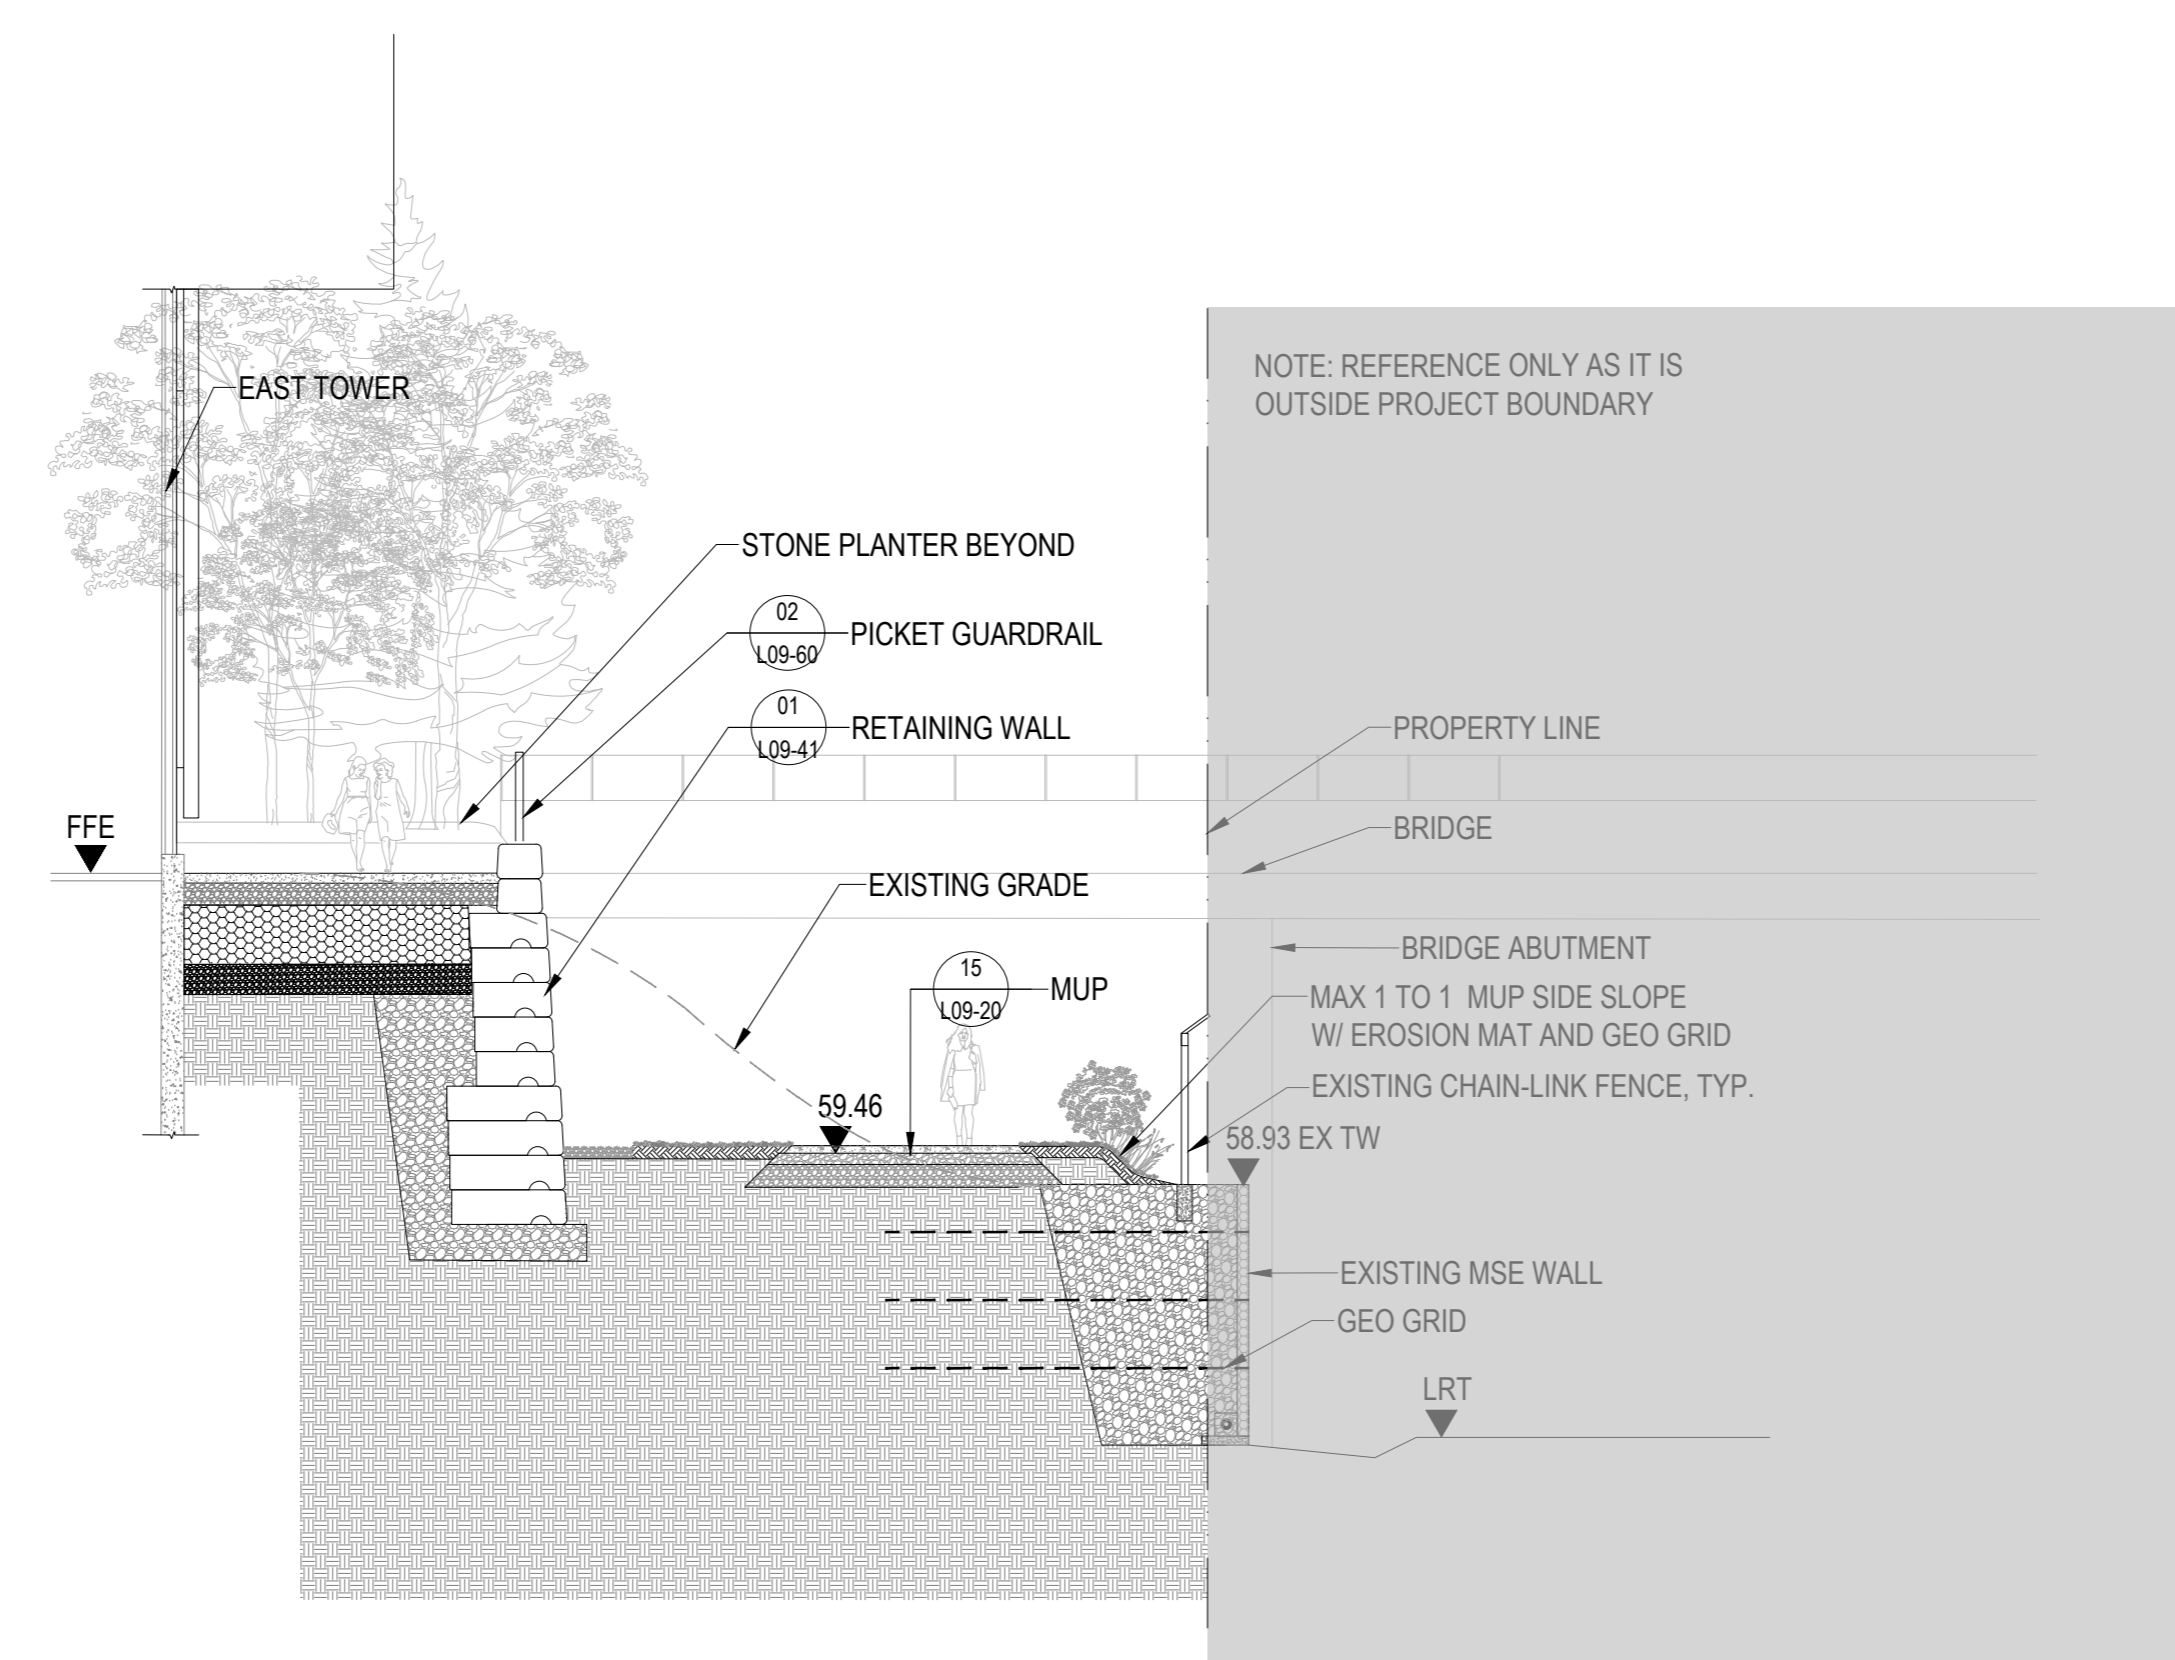 NOTE: REFERENCE ONLY AS IT IS
OUTSIDE PROJECT BOUNDARY
EAST TOWER
STONE PLANTER BEYOND
02
L09-60
PICKET GUARDRAIL
01
L09-41
RETAINING WALL
PROPERTY LINE
FFE
BRIDGE
EXISTING GRADE
BRIDGE ABUTMENT
15
L09-20
MUP
MAX 1 TO 1 MUP SIDE SLOPE
W/ EROSION MAT AND GEO GRID
EXISTING CHAIN-LINK FENCE, TYP.
59.46
58.93 EX TW
EXISTING MSE WALL
GEO GRID
LRT